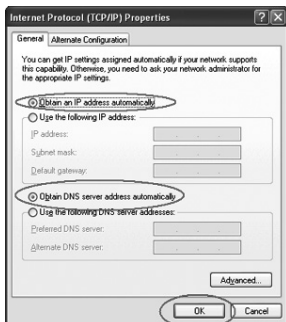 Internet Protocol (TCP/IP) Properties
General Alternate Configuration
You can get IP settings assigned automatically if your network supports
this capability. Otherwise, you need to ask your network administrator for
the appropriate IP settings.
Obtain an IP address automatically
Use the following IP address:
IP address:
Subnet mask:
Default gateway:
Obtain DNS server address automatically
Use the following DNS server addresses:
Preferred DNS server:
Alternate DNS server:
Advanced...
OK Cancel